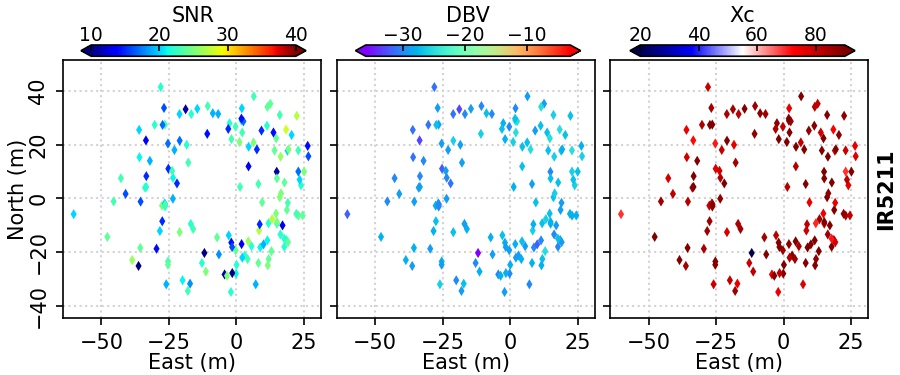 SNR DBV Xc
10 20 30 40 −30 −20 −10 20 40 60 80
40
20
0
−20
−40
North (m)
−50 −25 0 25 −50 −25 0 25 −50 −25 0 25
East (m) East (m) East (m)
IR5211